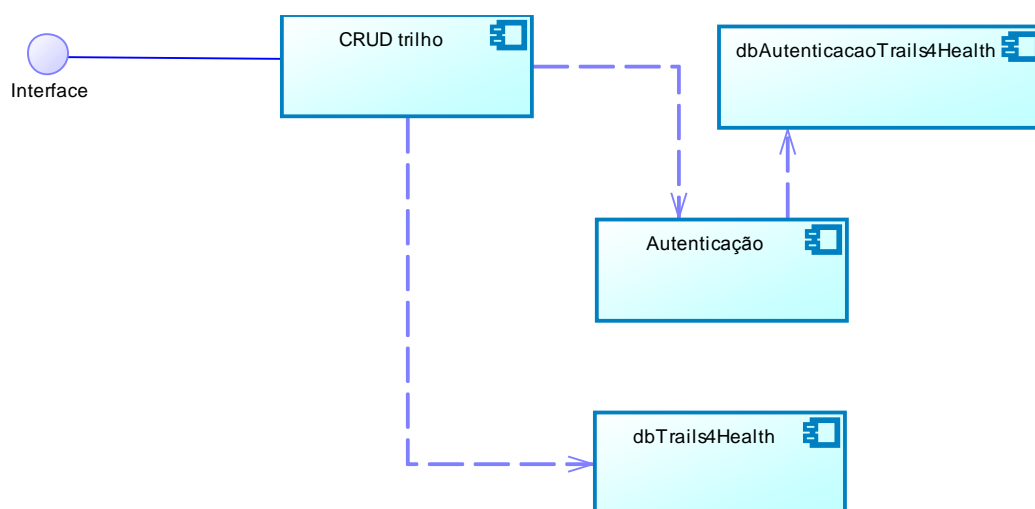 CRUD trilho
dbAutenticacaoTrails4Health
Interface
Autenticação
dbTrails4Health